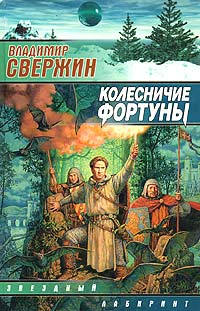 ВЛАДИМИР
СВЕРЖИН
КОЛЕСНИЧИЕ
ФОРТУНЫ
ЗВЕЗДНЫЙ
ЛАБИРИНТ